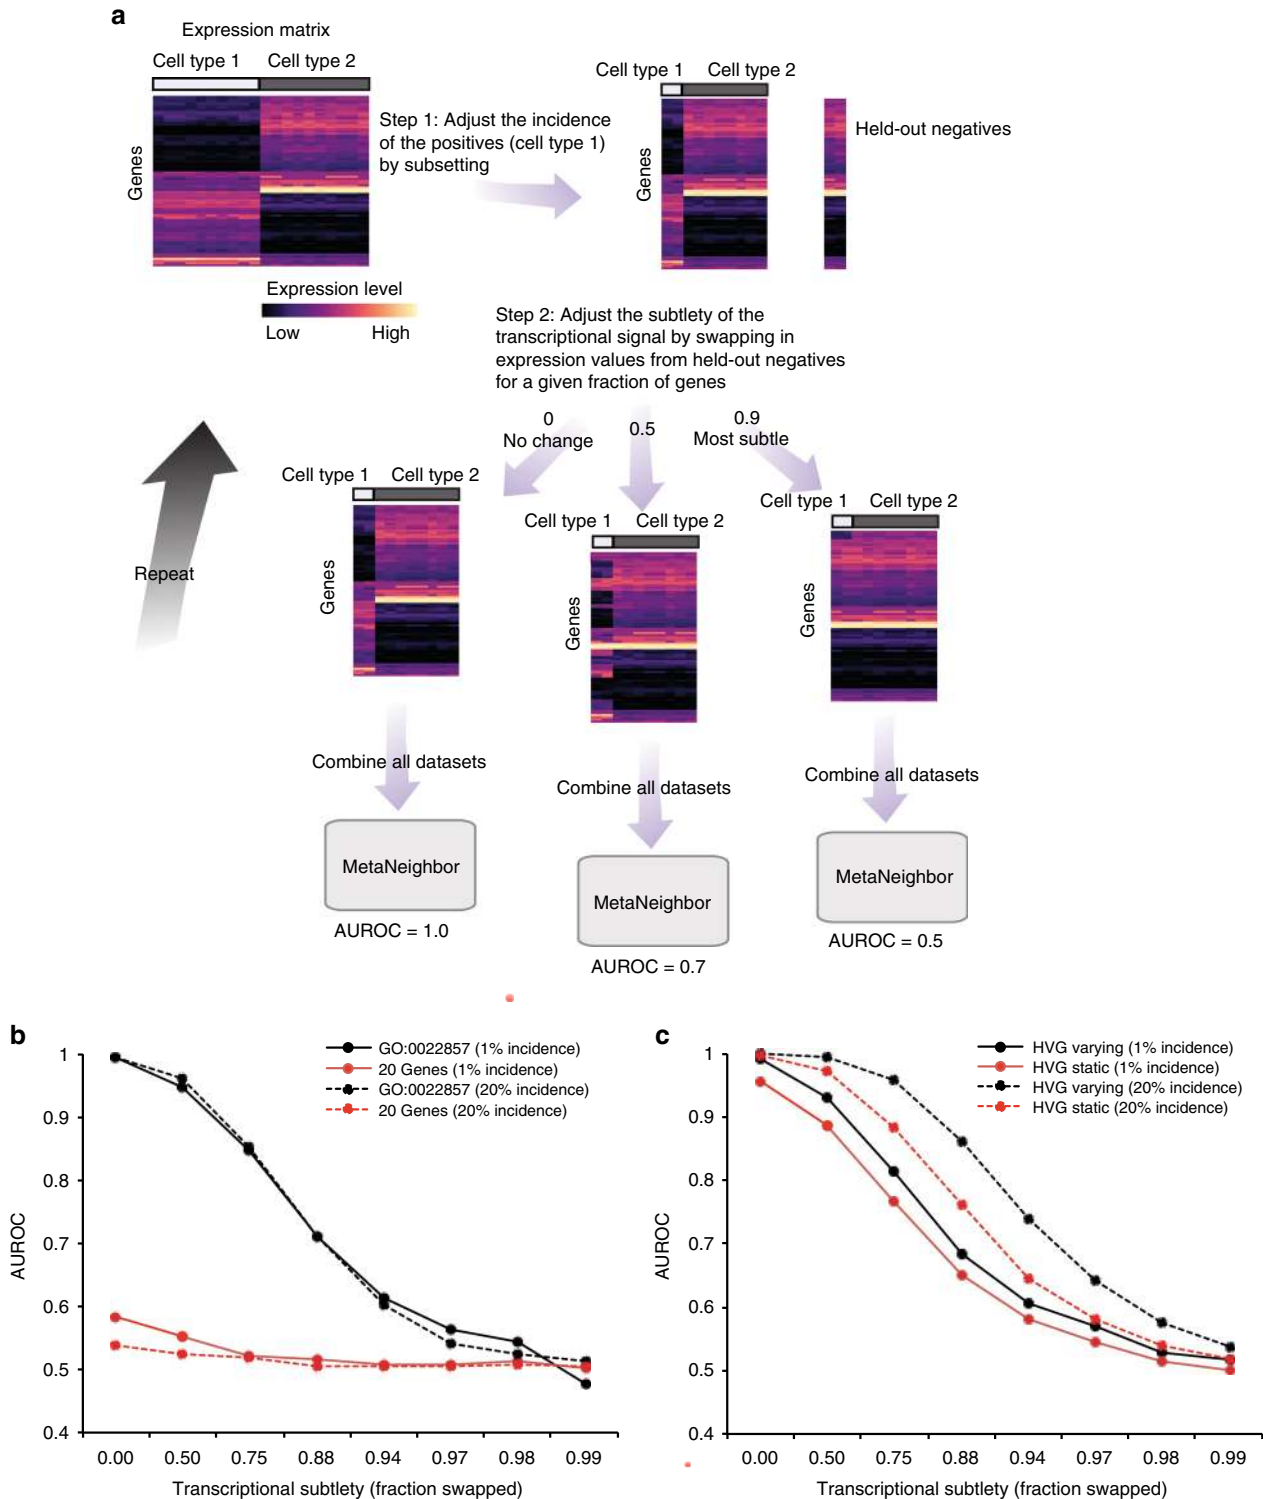 a
Expression matrix
Cell type 1
Cell type 2
Genes
Expression level
Low
High
Step 1: Adjust the incidence
of the positives (cell type 1)
by subsetting
Cell type 1
Cell type 2
Genes
Held-out negatives
Step 2: Adjust the subtlety of the
transcriptional signal by swapping in
expression values from held-out negatives
for a given fraction of genes
0
No change
0.5
0.9
Most subtle
Repeat
Cell type 1
Cell type 2
Genes
Cell type 1
Cell type 2
Genes
Cell type 1
Cell type 2
Genes
Combine all datasets
Combine all datasets
Combine all datasets
MetaNeighbor
AUROC = 1.0
MetaNeighbor
AUROC = 0.7
MetaNeighbor
AUROC = 0.5
b
GO:0022857 (1% incidence)
20 Genes (1% incidence)
GO:0022857 (20% incidence)
20 Genes (20% incidence)
AUROC
1
0.9
0.8
0.7
0.6
0.5
0.4
0.00 0.50 0.75 0.88 0.94 0.97 0.98 0.99
Transcriptional subtlety (fraction swapped)
c
HVG varying (1% incidence)
HVG static (1% incidence)
HVG varying (20% incidence)
HVG static (20% incidence)
AUROC
1
0.9
0.8
0.7
0.6
0.5
0.4
0.00 0.50 0.75 0.88 0.94 0.97 0.98 0.99
Transcriptional subtlety (fraction swapped)